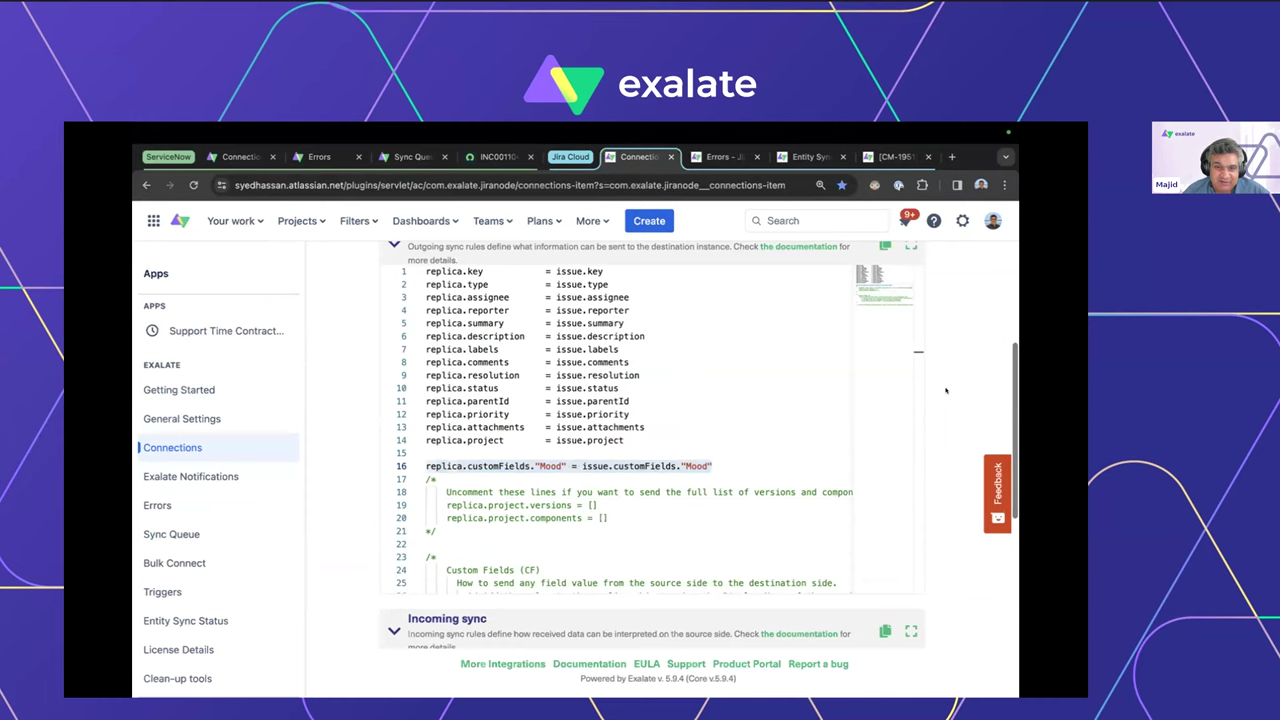 exalate
exalate
Majid
ServiceNow
Connectio
Errors
Sync Que
INC00110
Jira Cloud
Connectio
Errors - Ji
Entity Syn
[CM-1951
syedhassan.atlassian.net/plugins/servlet/ac/com.exalate.jiranode/connections-item?s=com.exalate.jiranode__connections-item
Your work
Projects
Filters
Dashboards
Teams
Plans
More
Create
Search
9+
Apps
APPS
Support Time Contract...
EXALATE
Getting Started
General Settings
Connections
Exalate Notifications
Errors
Sync Queue
Bulk Connect
Triggers
Entity Sync Status
License Details
Clean-up tools
Outgoing sync rules define what information can be sent to the destination instance. Check the documentation for
more details.
1 replica.key = issue.key
2 replica.type = issue.type
3 replica.assignee = issue.assignee
4 replica.reporter = issue.reporter
5 replica.summary = issue.summary
6 replica.description = issue.description
7 replica.labels = issue.labels
8 replica.comments = issue.comments
9 replica.resolution = issue.resolution
10 replica.status = issue.status
11 replica.parentId = issue.parentId
12 replica.priority = issue.priority
13 replica.attachments = issue.attachments
14 replica.project = issue.project
15
16 replica.customFields."Mood" = issue.customFields."Mood"
17 /*
18 Uncomment these lines if you want to send the full list of versions and compon
19 replica.project.versions = []
20 replica.project.components = []
21 */
22
23 /*
24 Custom Fields (CF)
25 How to send any field value from the source side to the destination side.
Feedback
Incoming sync
Incoming sync rules define how received data can be interpreted on the source side. Check the documentation for
more details
More Integrations
Documentation
EULA
Support
Product Portal
Report a bug
Powered by Exalate v. 5.9.4 (Core v.5.9.4)